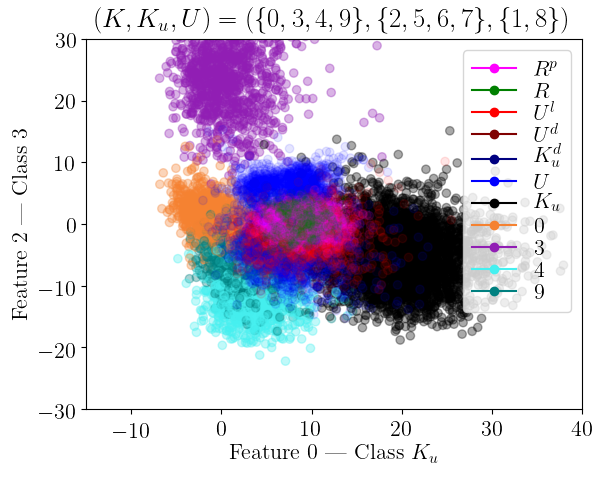 (K, K_u, U) = ({0, 3, 4, 9}, {2, 5, 6, 7}, {1, 8})
Feature 2 — Class 3
30
20
10
0
−10
−20
−30
R^p
R
U^l
U^d
K_u^d
U
K_u
0
3
4
9
−10 0 10 20 30 40
Feature 0 — Class K_u